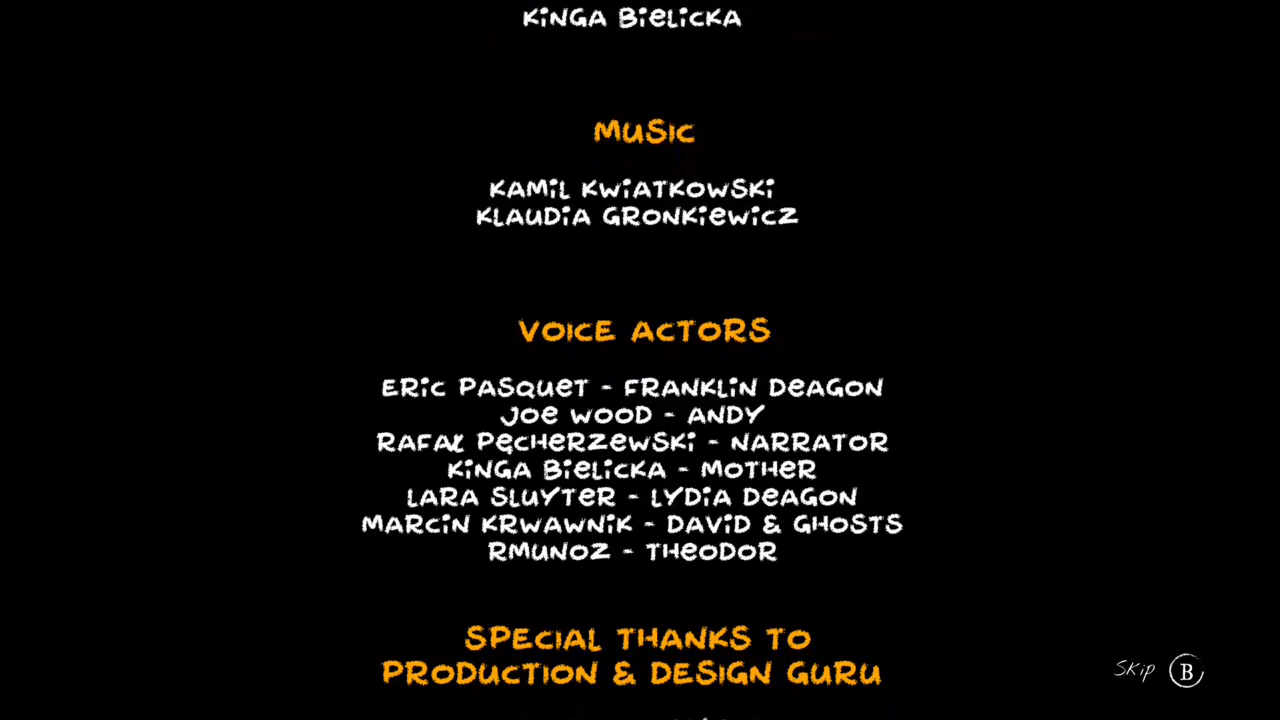 KiNGA BieLiCKA
MUSIC
KAMiL KWiATKOWSKi
KLAUDiA GRONKieWiCZ
VOICE ACTORS
ERiC PASQUET - FRANKLiN DeAGON
JOe WOOD - ANDY
RAFAŁ PĘCHeRZeWSKi - NARRATOR
KiNGA BieLiCKA - MOTHeR
LARA SLUYTeR - LYDiA DeAGON
MARCiN KRWAWNiK - DAViD & GHOSTS
RMUNOZ - THeODOR
SPECIAL THANKS TO
PRODUCTION & DESIGN GURU
Skip B